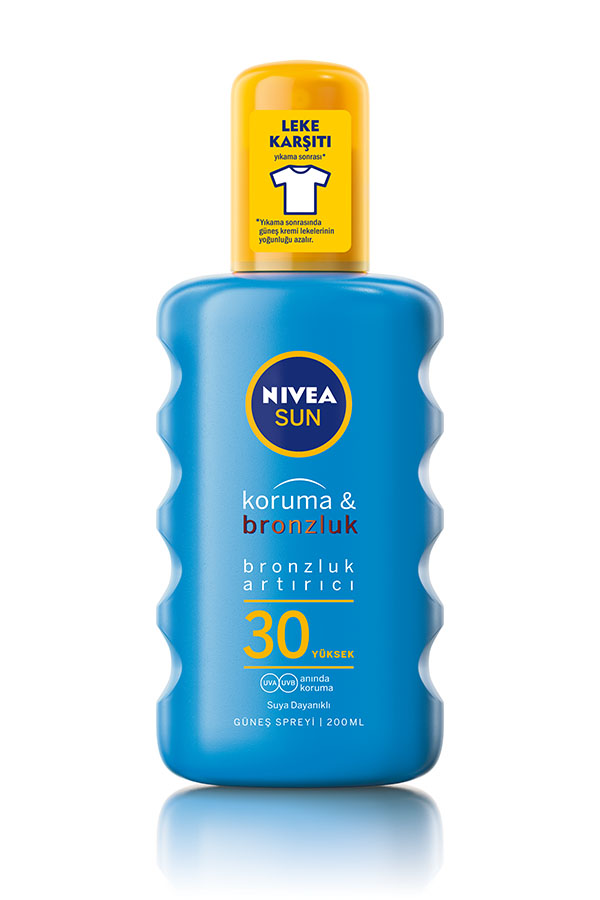 LEKE
KARŞITI
yıkama sonrası*
*Yıkama sonrasında
güneş kremi lekelerinin
yoğunluğu azalır.
NIVEA
SUN
koruma &
bronzluk
bronzluk
artırıcı
30 YÜKSEK
UVA UVB anında
koruma
Suya Dayanıklı
GÜNEŞ SPREYİ | 200ML